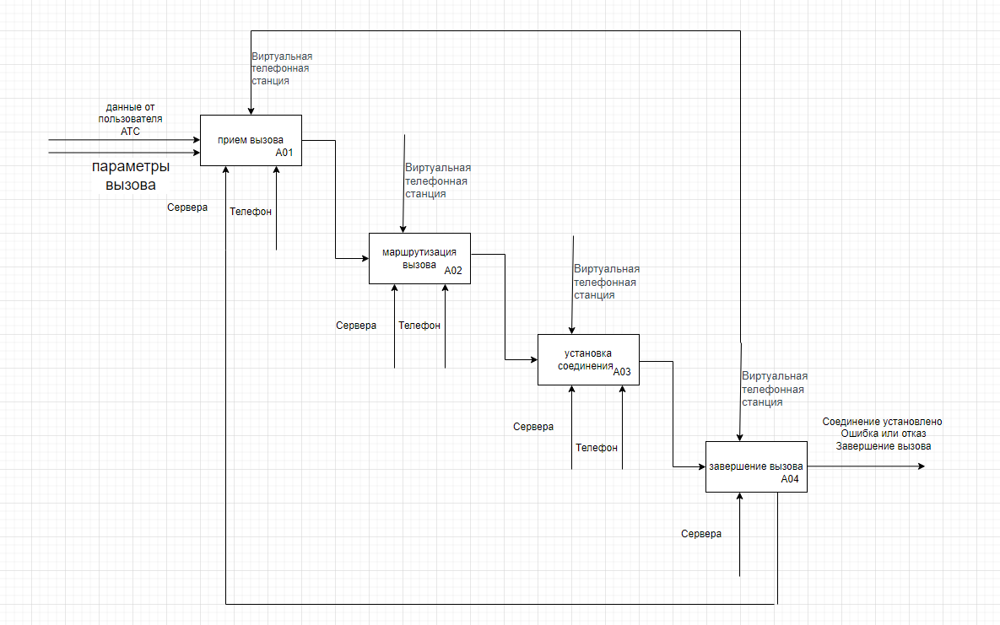 Виртуальная
телефонная
станция
данные от
пользователя
АТС
прием вызова
А01
параметры
вызова
Сервера
Телефон
Виртуальная
телефонная
станция
маршрутизация
вызова
А02
Сервера
Телефон
Виртуальная
телефонная
станция
установка
соединения
А03
Сервера
Телефон
Виртуальная
телефонная
станция
Соединение установлено
Ошибка или отказ
Завершение вызова
завершение вызова
А04
Сервера